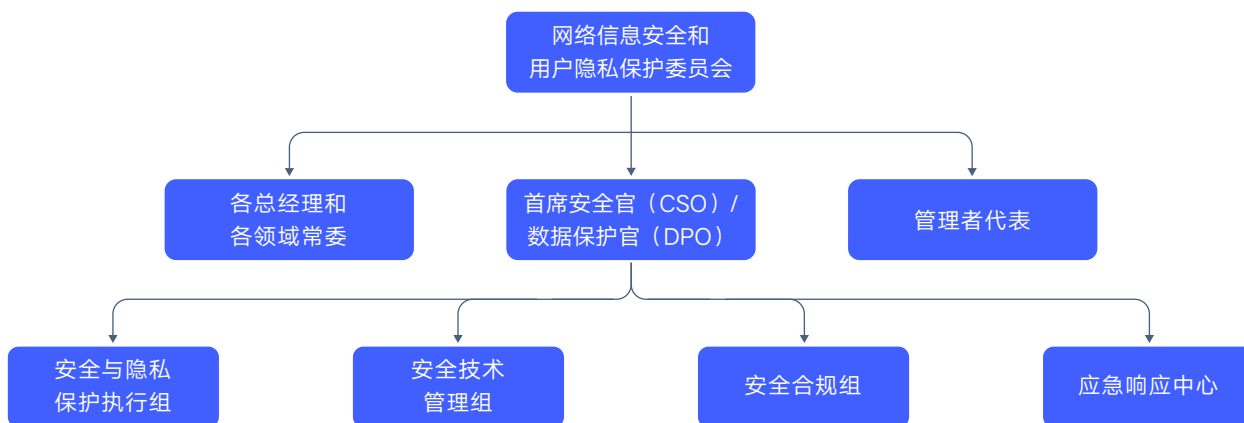 网络信息安全和
用户隐私保护委员会
各总经理和
各领域常委
首席安全官（CSO）/
数据保护官（DPO）
管理者代表
安全与隐私
保护执行组
安全技术
管理组
安全合规组
应急响应中心